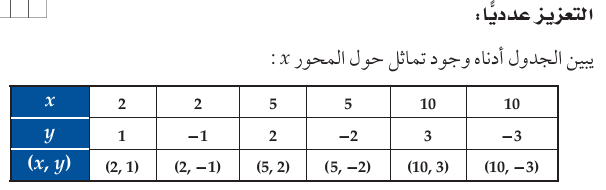 التعزيز عدديًّا:
يبين الجدول أدناه وجود تماثل حول المحور x :
x 2 2 5 5 10 10
y 1 −1 2 −2 3 −3
(x, y) (2, 1) (2, −1) (5, 2) (5, −2) (10, 3) (10, −3)